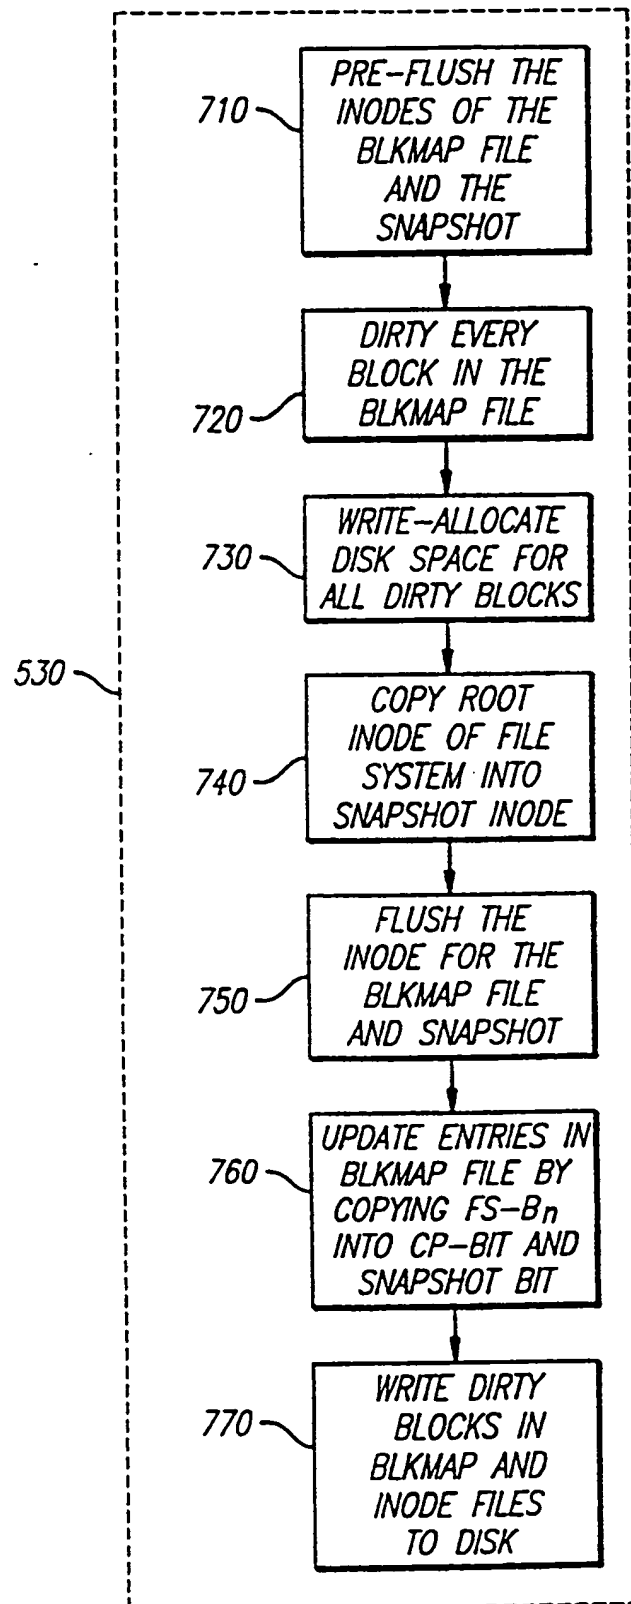 710
PRE-FLUSH THE
INODES OF THE
BLKMAP FILE
AND THE
SNAPSHOT
720
DIRTY EVERY
BLOCK IN THE
BLKMAP FILE
730
WRITE-ALLOCATE
DISK SPACE FOR
ALL DIRTY BLOCKS
530
740
COPY ROOT
INODE OF FILE
SYSTEM INTO
SNAPSHOT INODE
750
FLUSH THE
INODE FOR THE
BLKMAP FILE
AND SNAPSHOT
760
UPDATE ENTRIES IN
BLKMAP FILE BY
COPYING FS-Bn
INTO CP-BIT AND
SNAPSHOT BIT
770
WRITE DIRTY
BLOCKS IN
BLKMAP AND
INODE FILES
TO DISK